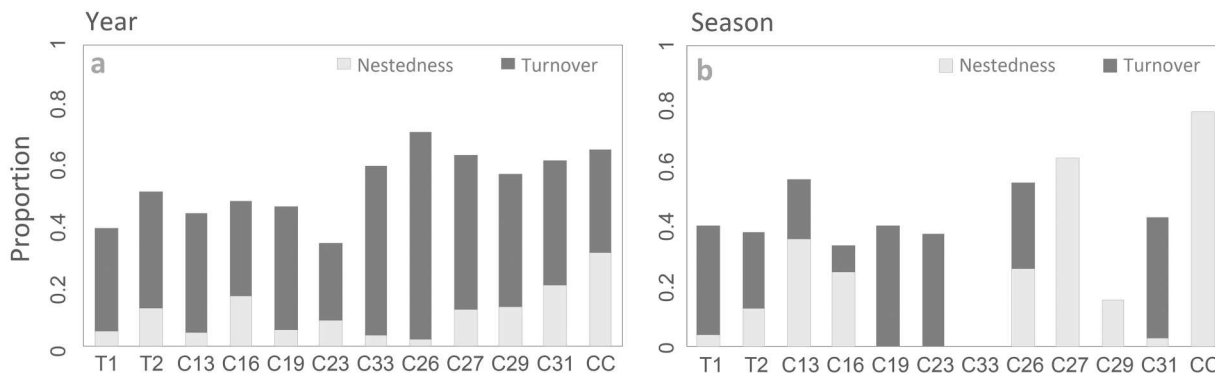 Year
Season
a
Nestedness
Turnover
b
Nestedness
Turnover
Proportion
1
0.8
0.6
0.4
0.2
0
1
0.8
0.6
0.4
0.2
0
T1 T2 C13 C16 C19 C23 C33 C26 C27 C29 C31 CC
T1 T2 C13 C16 C19 C23 C33 C26 C27 C29 C31 CC